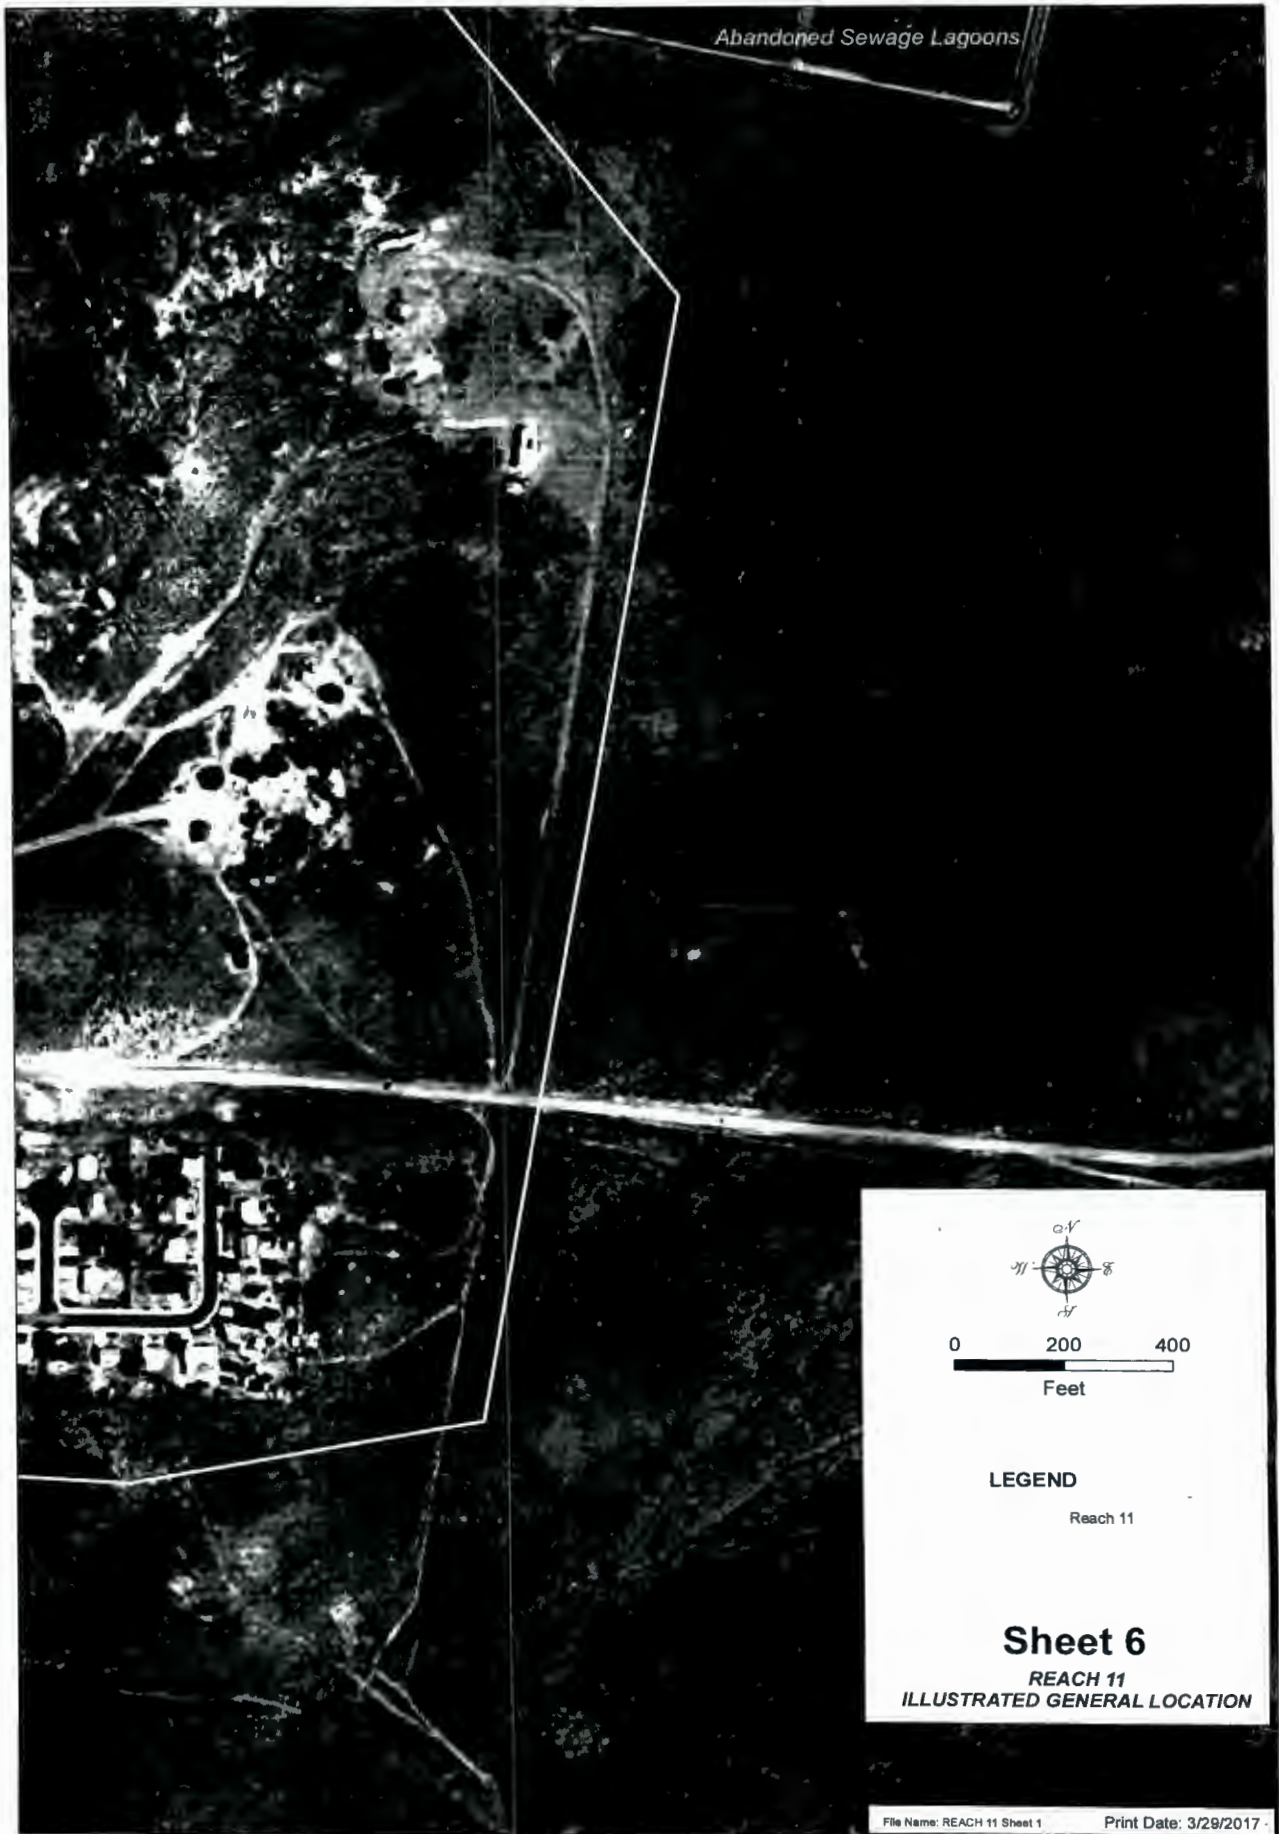 Abandoned Sewage Lagoons
N
W E
S
0 200 400
Feet
LEGEND
Reach 11
Sheet 6
REACH 11
ILLUSTRATED GENERAL LOCATION
File Name: REACH 11 Sheet 1 Print Date: 3/29/2017